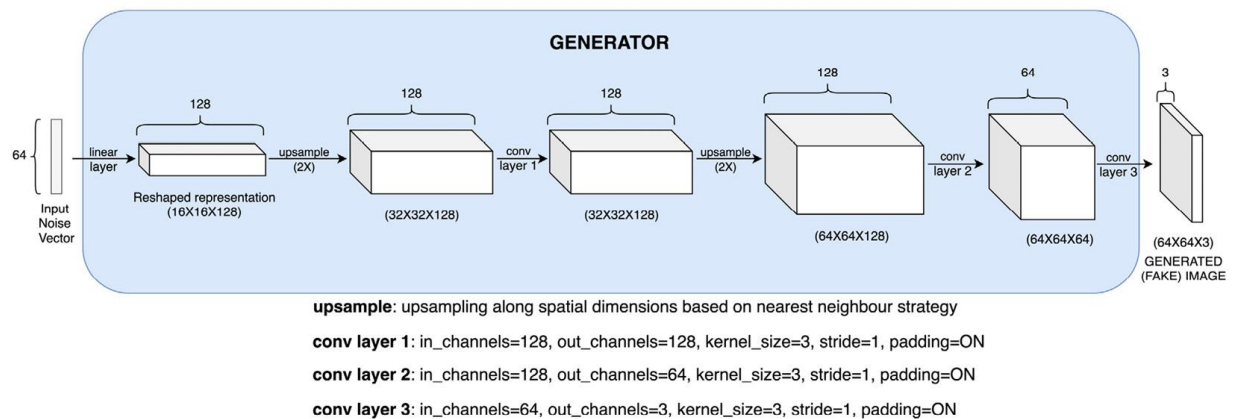 GENERATOR
64
Input
Noise
Vector
linear
layer
128
Reshaped representation
(16X16X128)
upsample
(2X)
128
(32X32X128)
conv
layer 1
128
(32X32X128)
upsample
(2X)
128
(64X64X128)
conv
layer 2
64
(64X64X64)
conv
layer 3
3
(64X64X3)
GENERATED
(FAKE) IMAGE
upsample: upsampling along spatial dimensions based on nearest neighbour strategy
conv layer 1: in_channels=128, out_channels=128, kernel_size=3, stride=1, padding=ON
conv layer 2: in_channels=128, out_channels=64, kernel_size=3, stride=1, padding=ON
conv layer 3: in_channels=64, out_channels=3, kernel_size=3, stride=1, padding=ON